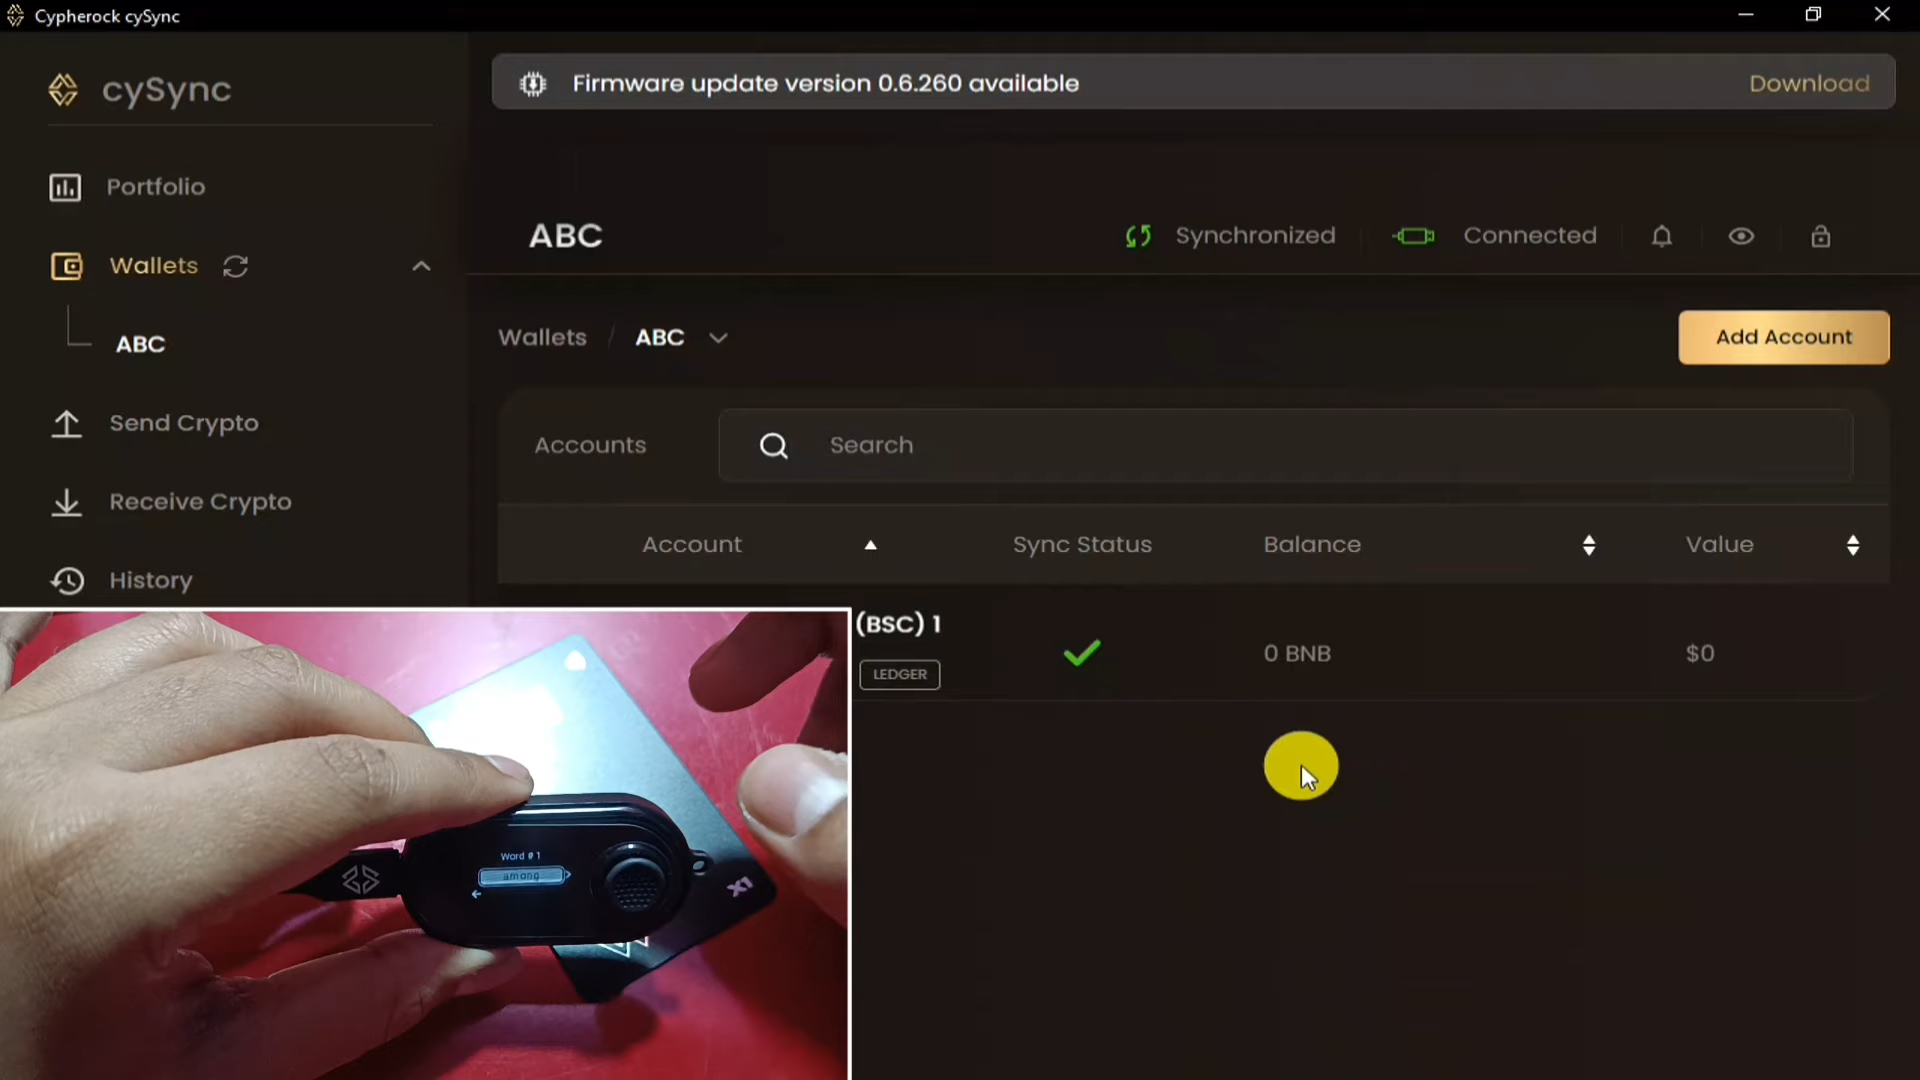 Cypherock cySync
cySync
Firmware update version 0.6.260 available
Download
Portfolio
Wallets
ABC
Send Crypto
Receive Crypto
History
ABC
Synchronized
Connected
Wallets / ABC
Add Account
Accounts
Search
Account
Sync Status
Balance
Value
(BSC) 1
LEDGER
0 BNB
$0
Word # 1
among
X1